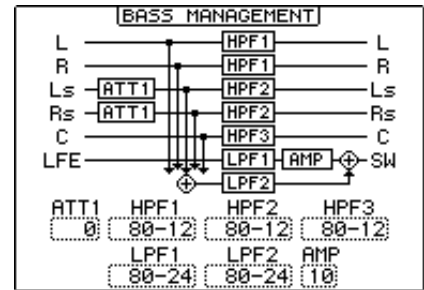 BASS MANAGEMENT
L HPF1 L
R HPF1 R
Ls ATT1 HPF2 Ls
Rs ATT1 HPF2 Rs
C HPF3 C
LFE LPF1 AMP SW
LPF2
ATT1 HPF1 HPF2 HPF3
0 80-12 80-12 80-12
LPF1 LPF2 AMP
80-24 80-24 10